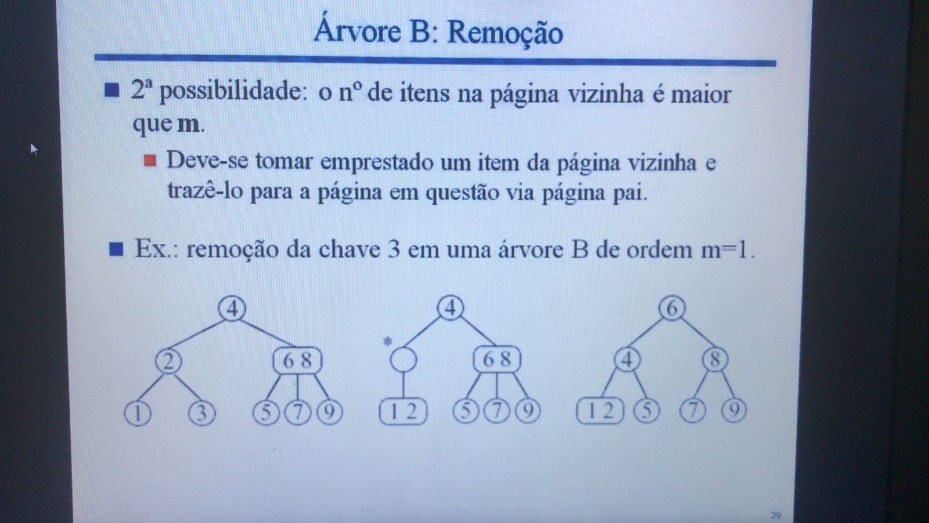 Árvore B: Remoção
2ª possibilidade: o nº de itens na página vizinha é maior
que m.
Deve-se tomar emprestado um item da página vizinha e
trazê-lo para a página em questão via página pai.
Ex.: remoção da chave 3 em uma árvore B de ordem m=1.
4 4 6
*
2 6 8 6 8 4 8
1 3 5 7 9 1 2 5 7 9 1 2 5 7 9
39